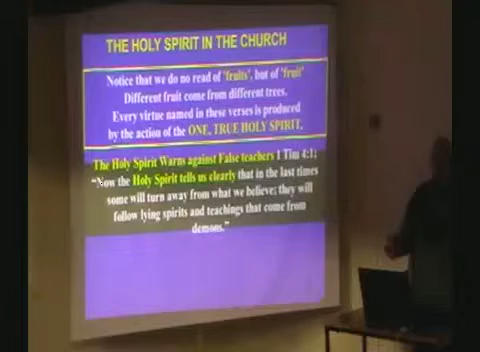 THE HOLY SPIRIT IN THE CHURCH
Notice that we do no read of 'fruits', but of 'fruit'
Different fruit come from different trees.
Every virtue named in these verses is produced
by the action of the ONE, TRUE HOLY SPIRIT.
The Holy Spirit Warns against False teachers 1 Tim 4:1;
"Now the Holy Spirit tells us clearly that in the last times
some will turn away from what we believe; they will
follow lying spirits and teachings that come from
demons."